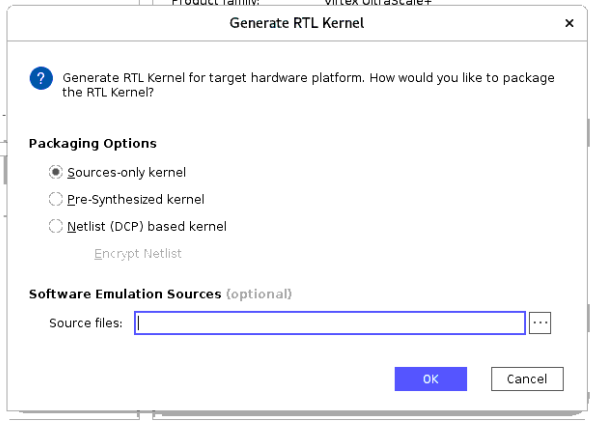 Product family: Virtex UltraScale+
Generate RTL Kernel
Generate RTL Kernel for target hardware platform. How would you like to package
the RTL Kernel?
Packaging Options
Sources-only kernel
Pre-Synthesized kernel
Netlist (DCP) based kernel
Encrypt Netlist
Software Emulation Sources (optional)
Source files:
...
OK Cancel